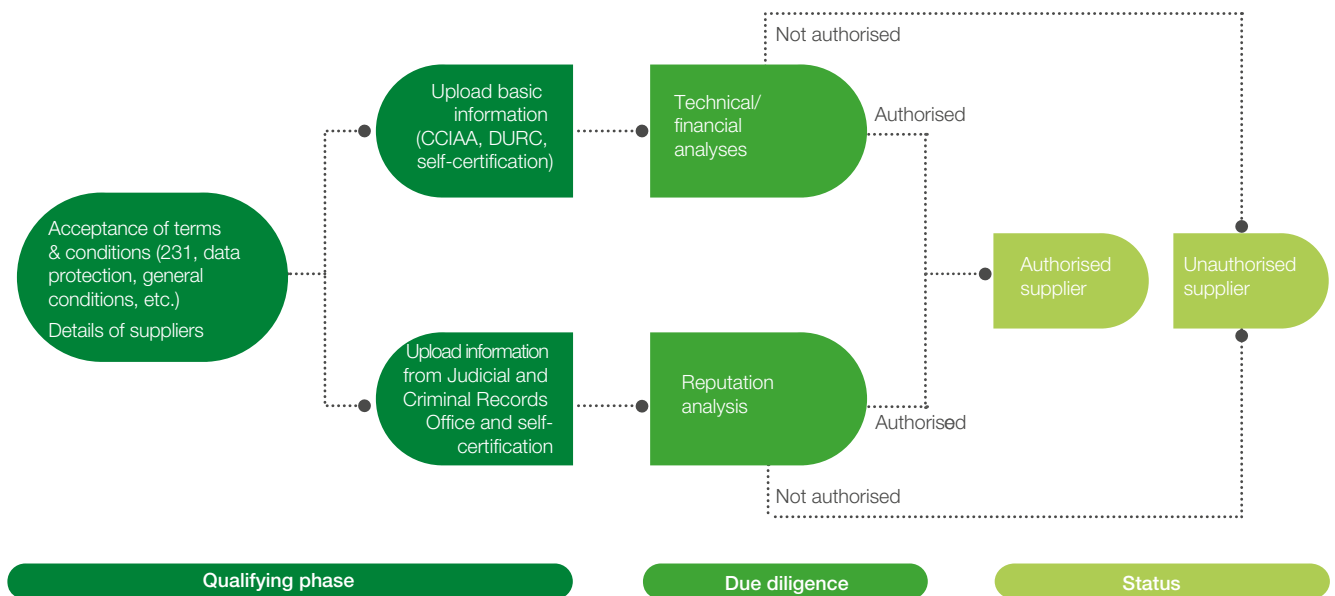 Not authorised
Upload basic
information
(CCIAA, DURC,
self-certification)
Technical/
financial
analyses
Authorised
Acceptance of terms
& conditions (231, data
protection, general
conditions, etc.)
Details of suppliers
Authorised
supplier
Unauthorised
supplier
Upload information
from Judicial and
Criminal Records
Office and self-
certification
Reputation
analysis
Authorised
Not authorised
Qualifying phase
Due diligence
Status